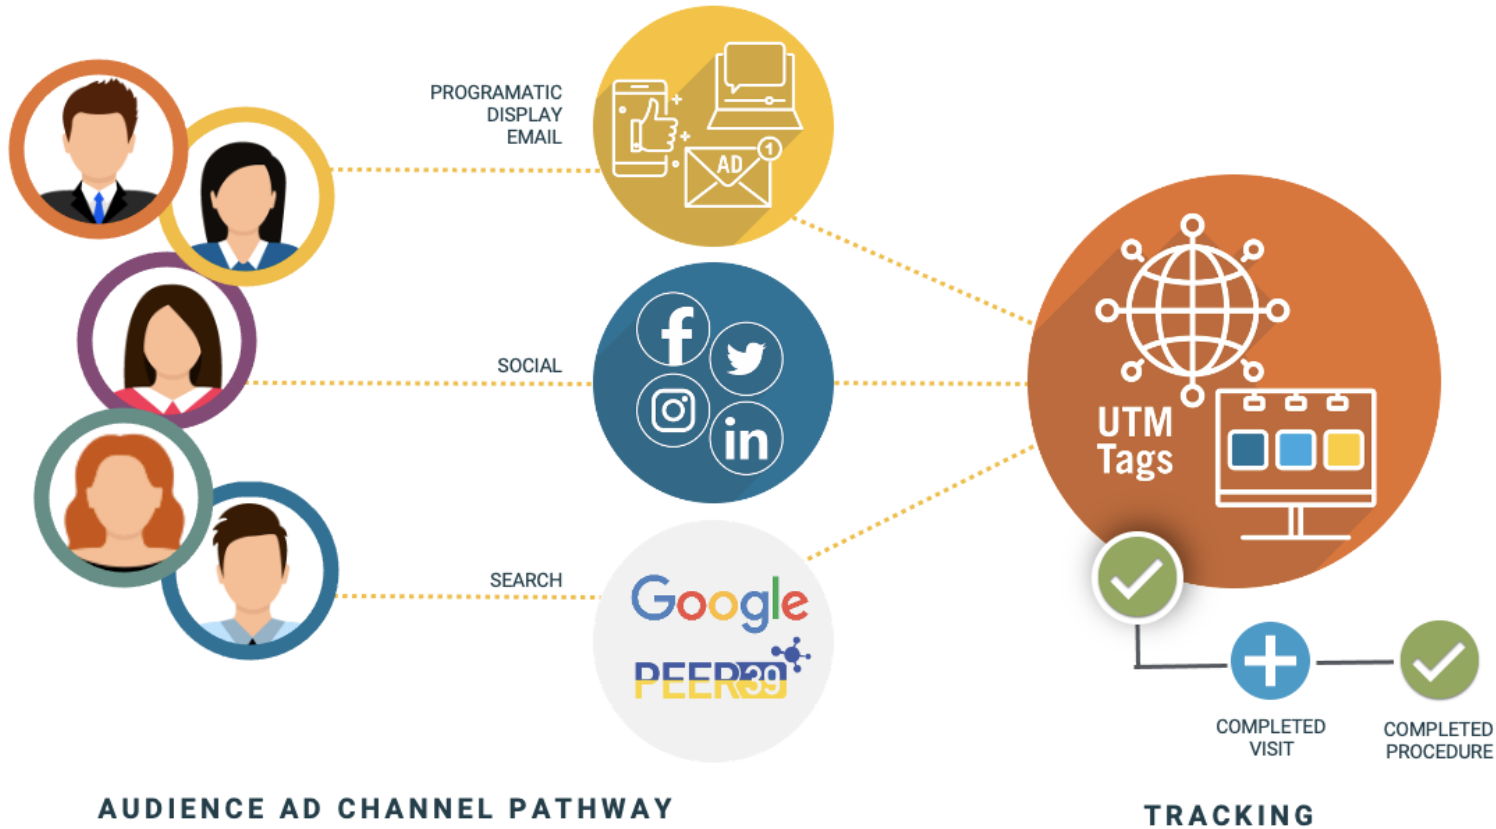 PROGRAMATIC
DISPLAY
EMAIL
AD
1
SOCIAL
f
in
UTM
Tags
SEARCH
Google
PEER39
COMPLETED
VISIT
COMPLETED
PROCEDURE
AUDIENCE AD CHANNEL PATHWAY
TRACKING